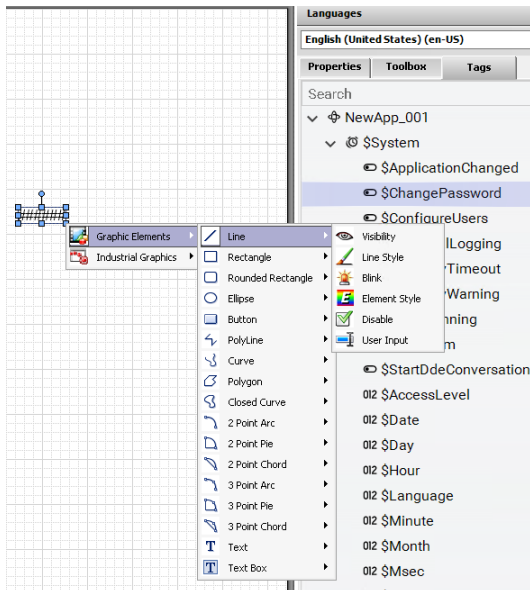 Languages
English (United States) (en-US)
Properties
Toolbox
Tags
Search
NewApp_001
$System
$ApplicationChanged
$ChangePassword
$ConfigureUsers
lLogging
yTimeout
yWarning
nning
m
$StartDdeConversation
012 $AccessLevel
012 $Date
012 $Day
012 $Hour
012 $Language
012 $Minute
012 $Month
012 $Msec
########
Graphic Elements
Industrial Graphics
Line
Rectangle
Rounded Rectangle
Ellipse
Button
PolyLine
Curve
Polygon
Closed Curve
2 Point Arc
2 Point Pie
2 Point Chord
3 Point Arc
3 Point Pie
3 Point Chord
T Text
T Text Box
Visibility
Line Style
Blink
E Element Style
Disable
User Input